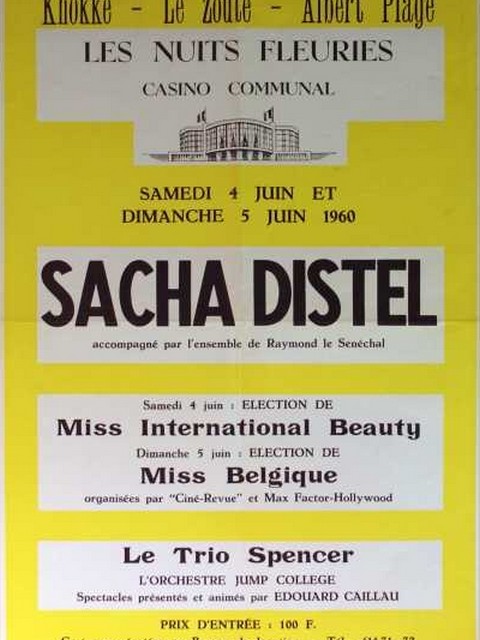 Knokke - Le Zoute - Albert Plage
LES NUITS FLEURIES
CASINO COMMUNAL
SAMEDI 4 JUIN ET
DIMANCHE 5 JUIN 1960
SACHA DISTEL
accompagné par l'ensemble de Raymond le Senéchal
Samedi 4 juin : ELECTION DE
Miss International Beauty
Dimanche 5 juin : ELECTION DE
Miss Belgique
organisées par "Ciné-Revue" et Max Factor-Hollywood
Le Trio Spencer
L'ORCHESTRE JUMP COLLEGE
Spectacles présentés et animés par EDOUARD CAILLAU
PRIX D'ENTRÉE : 100 F.